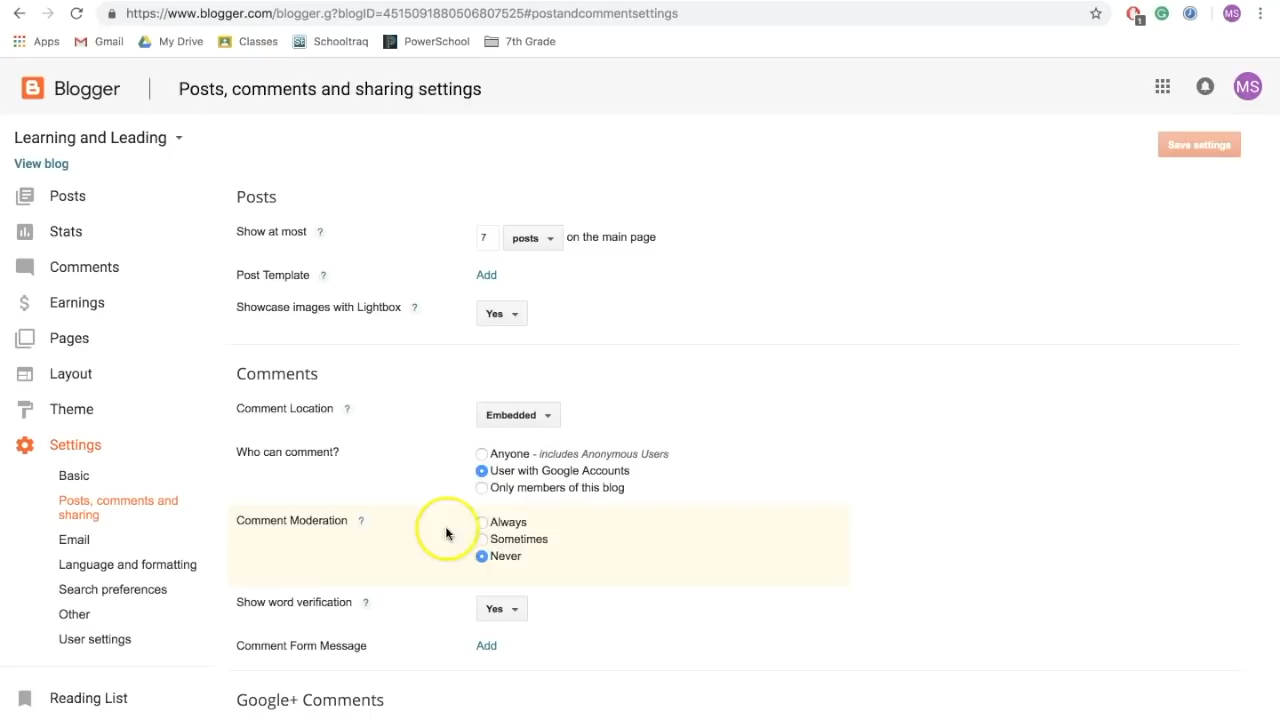 https://www.blogger.com/blogger.g?blogID=4515091880506807525#postandcommentsettings
1
MS
Apps
Gmail
My Drive
Classes
Schooltraq
PowerSchool
7th Grade
Blogger
Posts, comments and sharing settings
MS
Learning and Leading
View blog
Save settings
Posts
Stats
Comments
Earnings
Pages
Layout
Theme
Settings
Basic
Posts, comments and
sharing
Email
Language and formatting
Search preferences
Other
User settings
Reading List
Posts
Show at most ? 7 posts on the main page
Post Template ? Add
Showcase images with Lightbox ? Yes
Comments
Comment Location ? Embedded
Who can comment? Anyone - includes Anonymous Users
User with Google Accounts
Only members of this blog
Comment Moderation ? Always
Sometimes
Never
Show word verification ? Yes
Comment Form Message Add
Google+ Comments